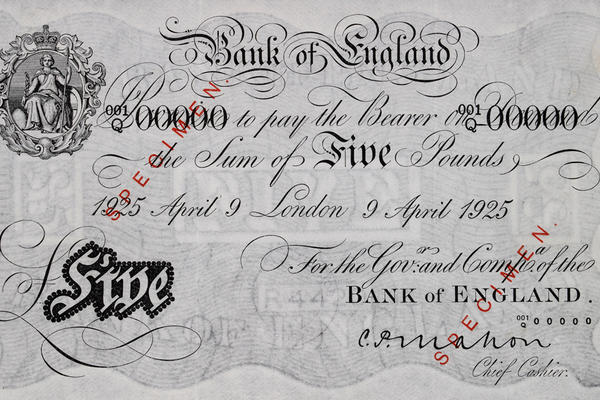 Bank of England
001/Q 00000 to pay the Bearer on 001/Q 00000
the Sum of Five Pounds
1925 April 9 London 9 April 1925
For the Gov.r and Comp.a of the
BANK of ENGLAND.
Five
001/Q 00000
C.P. Mahon
Chief Cashier.
SPECIMEN.
SPECIMEN.